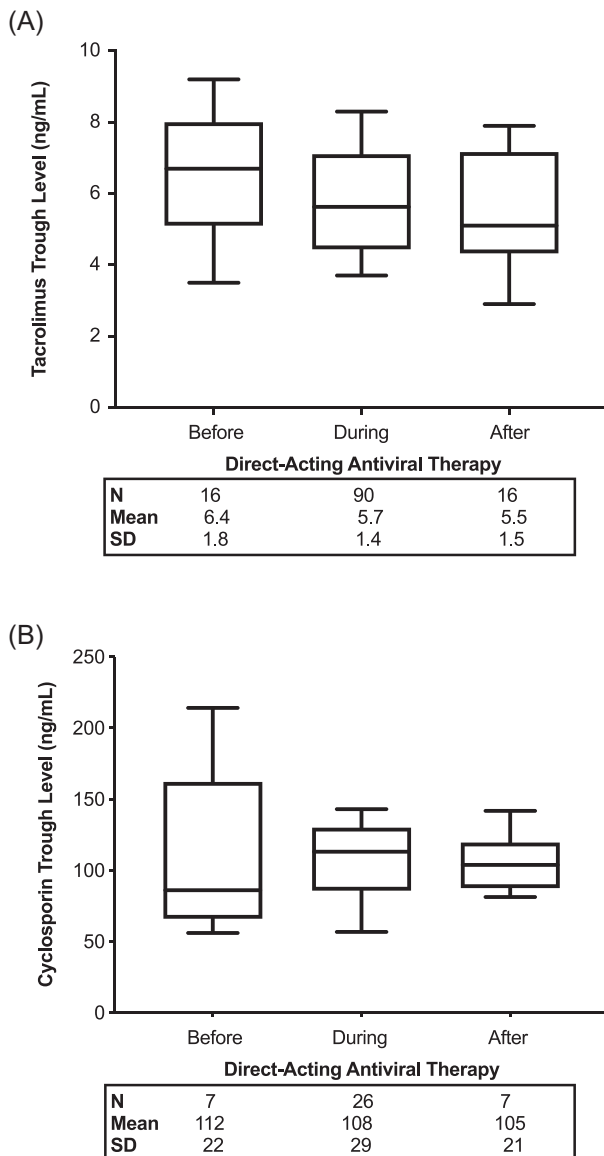 (A)
Tacrolimus Trough Level (ng/mL)
10
8
6
4
2
0
Before During After
Direct-Acting Antiviral Therapy
N 16 90 16
Mean 6.4 5.7 5.5
SD 1.8 1.4 1.5
(B)
Cyclosporin Trough Level (ng/mL)
250
200
150
100
50
0
Before During After
Direct-Acting Antiviral Therapy
N 7 26 7
Mean 112 108 105
SD 22 29 21